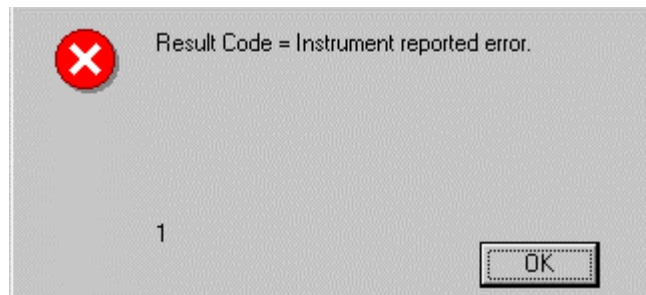 Result Code = Instrument reported error.
1
OK